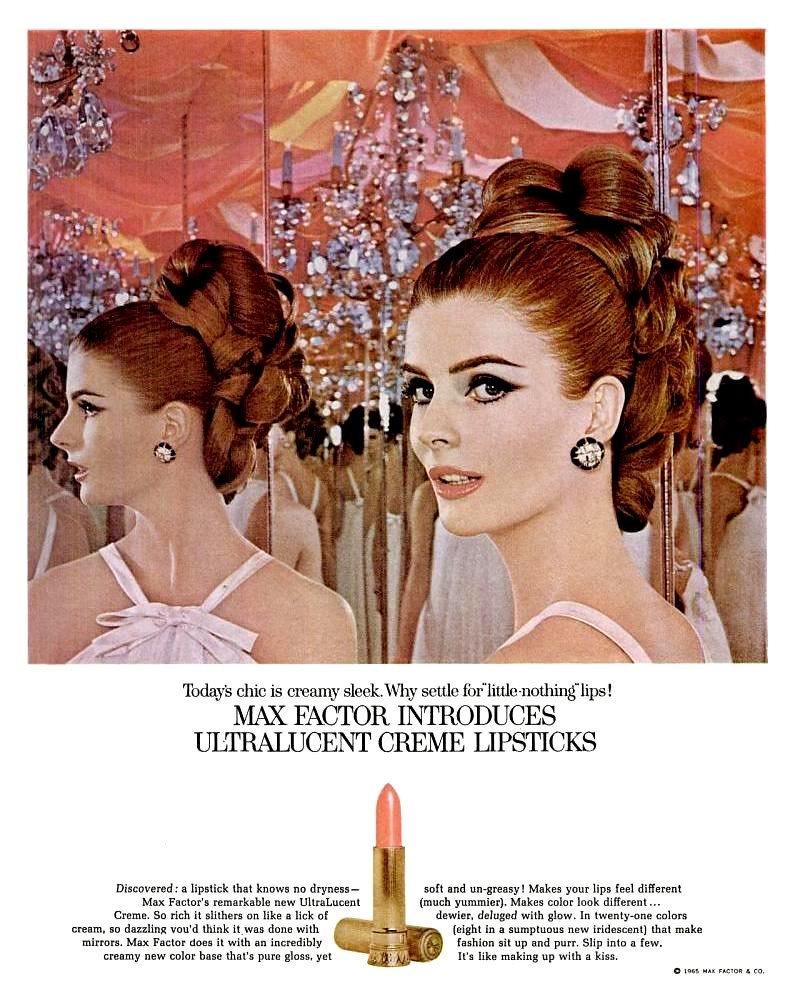 Today's chic is creamy sleek. Why settle for "little-nothing" lips!
MAX FACTOR INTRODUCES
ULTRALUCENT CREME LIPSTICKS
Discovered: a lipstick that knows no dryness—
Max Factor's remarkable new UltraLucent
Creme. So rich it slithers on like a lick of
cream, so dazzling you'd think it was done with
mirrors. Max Factor does it with an incredibly
creamy new color base that's pure gloss, yet
soft and un-greasy! Makes your lips feel different
(much yummier). Makes color look different...
dewier, deluged with glow. In twenty-one colors
(eight in a sumptuous new iridescent) that make
fashion sit up and purr. Slip into a few.
It's like making up with a kiss.
© 1965 MAX FACTOR & CO.